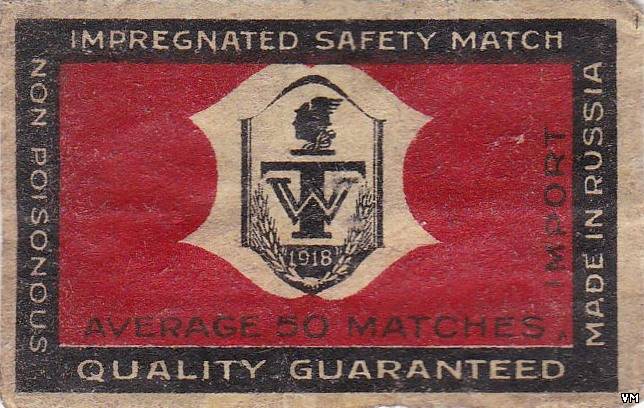 IMPREGNATED SAFETY MATCH
NON POISONOUS
TW
1918
IMPORT
MADE IN RUSSIA
AVERAGE 50 MATCHES,
QUALITY GUARANTEED
VM